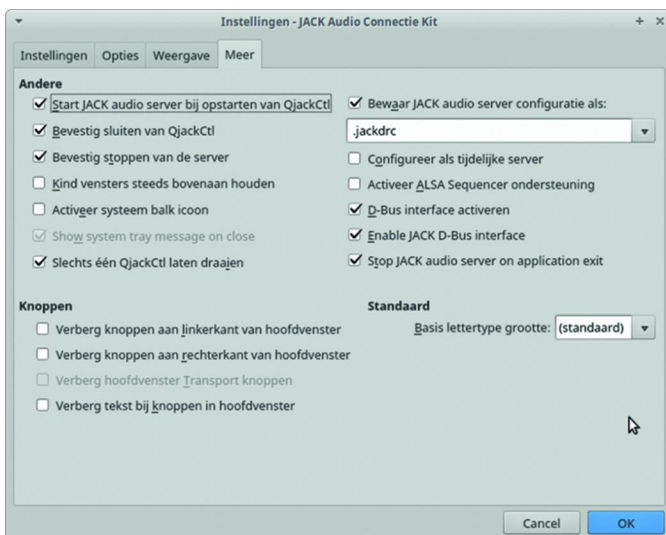 Instellingen - JACK Audio Connectie Kit
Instellingen Opties Weergave Meer
Andere
Start JACK audio server bij opstarten van QjackCtl
Bevestig sluiten van QjackCtl
Bevestig stoppen van de server
Kind vensters steeds bovenaan houden
Activeer systeem balk icoon
Show system tray message on close
Slechts één QjackCtl laten draaien
Bewaar JACK audio server configuratie als:
.jackdrc
Configureer als tijdelijke server
Activeer ALSA Sequencer ondersteuning
D-Bus interface activeren
Enable JACK D-Bus interface
Stop JACK audio server on application exit
Knoppen
Verberg knoppen aan linkerkant van hoofdvenster
Verberg knoppen aan rechterkant van hoofdvenster
Verberg hoofdvenster Transport knoppen
Verberg tekst bij knoppen in hoofdvenster
Standaard
Basis lettertype grootte: (standaard)
Cancel OK